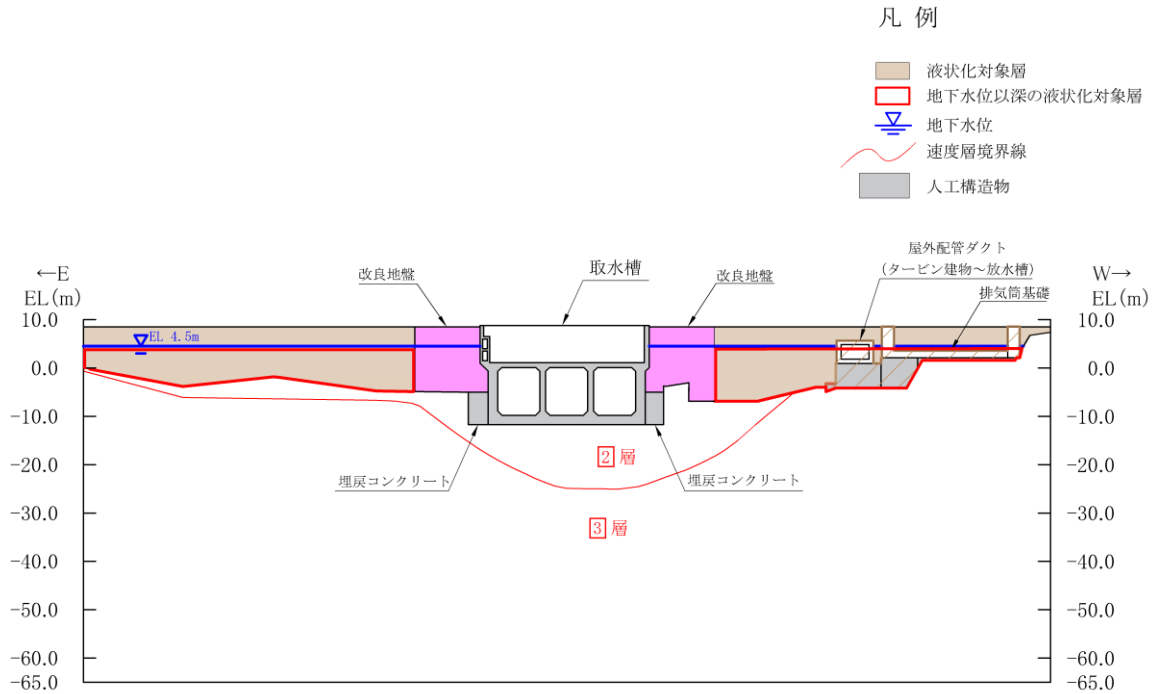 凡 例
液状化対象層
地下水位以深の液状化対象層
地下水位
速度層境界線
人工構造物
屋外配管ダクト
(タービン建物～放水槽)
←E
EL(m)
改良地盤
取水槽
改良地盤
排気筒基礎
W→
EL(m)
10.0
EL 4.5m
10.0
0.0
0.0
-10.0
-10.0
2 層
-20.0
-20.0
埋戻コンクリート
埋戻コンクリート
-30.0
3 層
-30.0
-40.0
-40.0
-50.0
-50.0
-60.0
-60.0
-65.0
-65.0